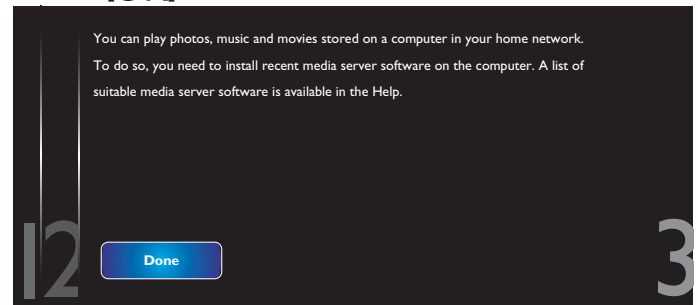 You can play photos, music and movies stored on a computer in your home network.
To do so, you need to install recent media server software on the computer. A list of
suitable media server software is available in the Help.
12
3
Done